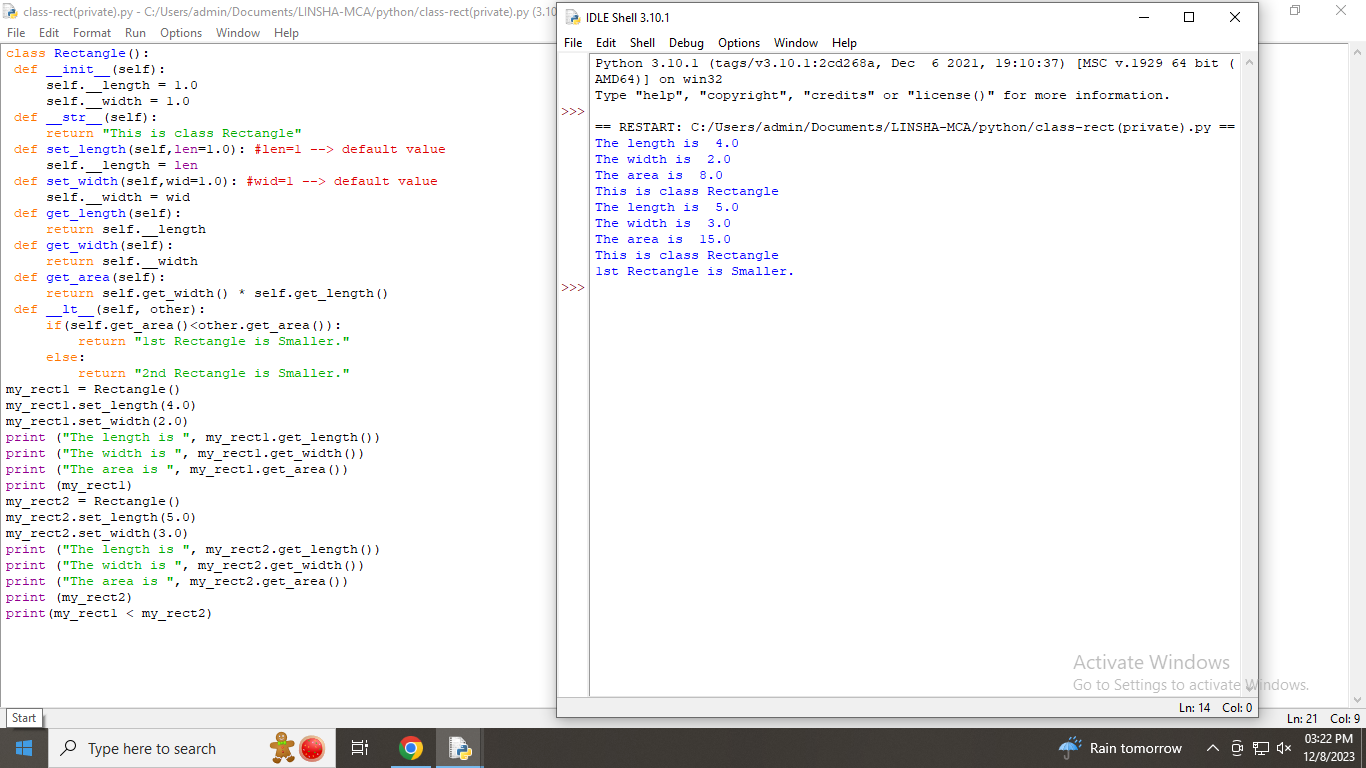 class-rect(private).py - C:/Users/admin/Documents/LINSHA-MCA/python/class-rect(private).py (3.10
File Edit Format Run Options Window Help
class Rectangle():
 def __init__(self):
     self.__length = 1.0
     self.__width = 1.0
 def __str__(self):
     return "This is class Rectangle"
 def set_length(self,len=1.0): #len=1 --> default value
     self.__length = len
 def set_width(self,wid=1.0): #wid=1 --> default value
     self.__width = wid
 def get_length(self):
     return self.__length
 def get_width(self):
     return self.__width
 def get_area(self):
     return self.get_width() * self.get_length()
 def __lt__(self, other):
     if(self.get_area()<other.get_area()):
         return "1st Rectangle is Smaller."
     else:
         return "2nd Rectangle is Smaller."
my_rect1 = Rectangle()
my_rect1.set_length(4.0)
my_rect1.set_width(2.0)
print ("The length is ", my_rect1.get_length())
print ("The width is ", my_rect1.get_width())
print ("The area is ", my_rect1.get_area())
print (my_rect1)
my_rect2 = Rectangle()
my_rect2.set_length(5.0)
my_rect2.set_width(3.0)
print ("The length is ", my_rect2.get_length())
print ("The width is ", my_rect2.get_width())
print ("The area is ", my_rect2.get_area())
print (my_rect2)
print(my_rect1 < my_rect2)
IDLE Shell 3.10.1
File Edit Shell Debug Options Window Help
Python 3.10.1 (tags/v3.10.1:2cd268a, Dec  6 2021, 19:10:37) [MSC v.1929 64 bit (
AMD64)] on win32
Type "help", "copyright", "credits" or "license()" for more information.
>>>
== RESTART: C:/Users/admin/Documents/LINSHA-MCA/python/class-rect(private).py ==
The length is  4.0
The width is  2.0
The area is  8.0
This is class Rectangle
The length is  5.0
The width is  3.0
The area is  15.0
This is class Rectangle
1st Rectangle is Smaller.
>>>
Activate Windows
Go to Settings to activate Windows.
Ln: 14 Col: 0
Ln: 21 Col: 9
Start
Type here to search
Rain tomorrow
03:22 PM
12/8/2023